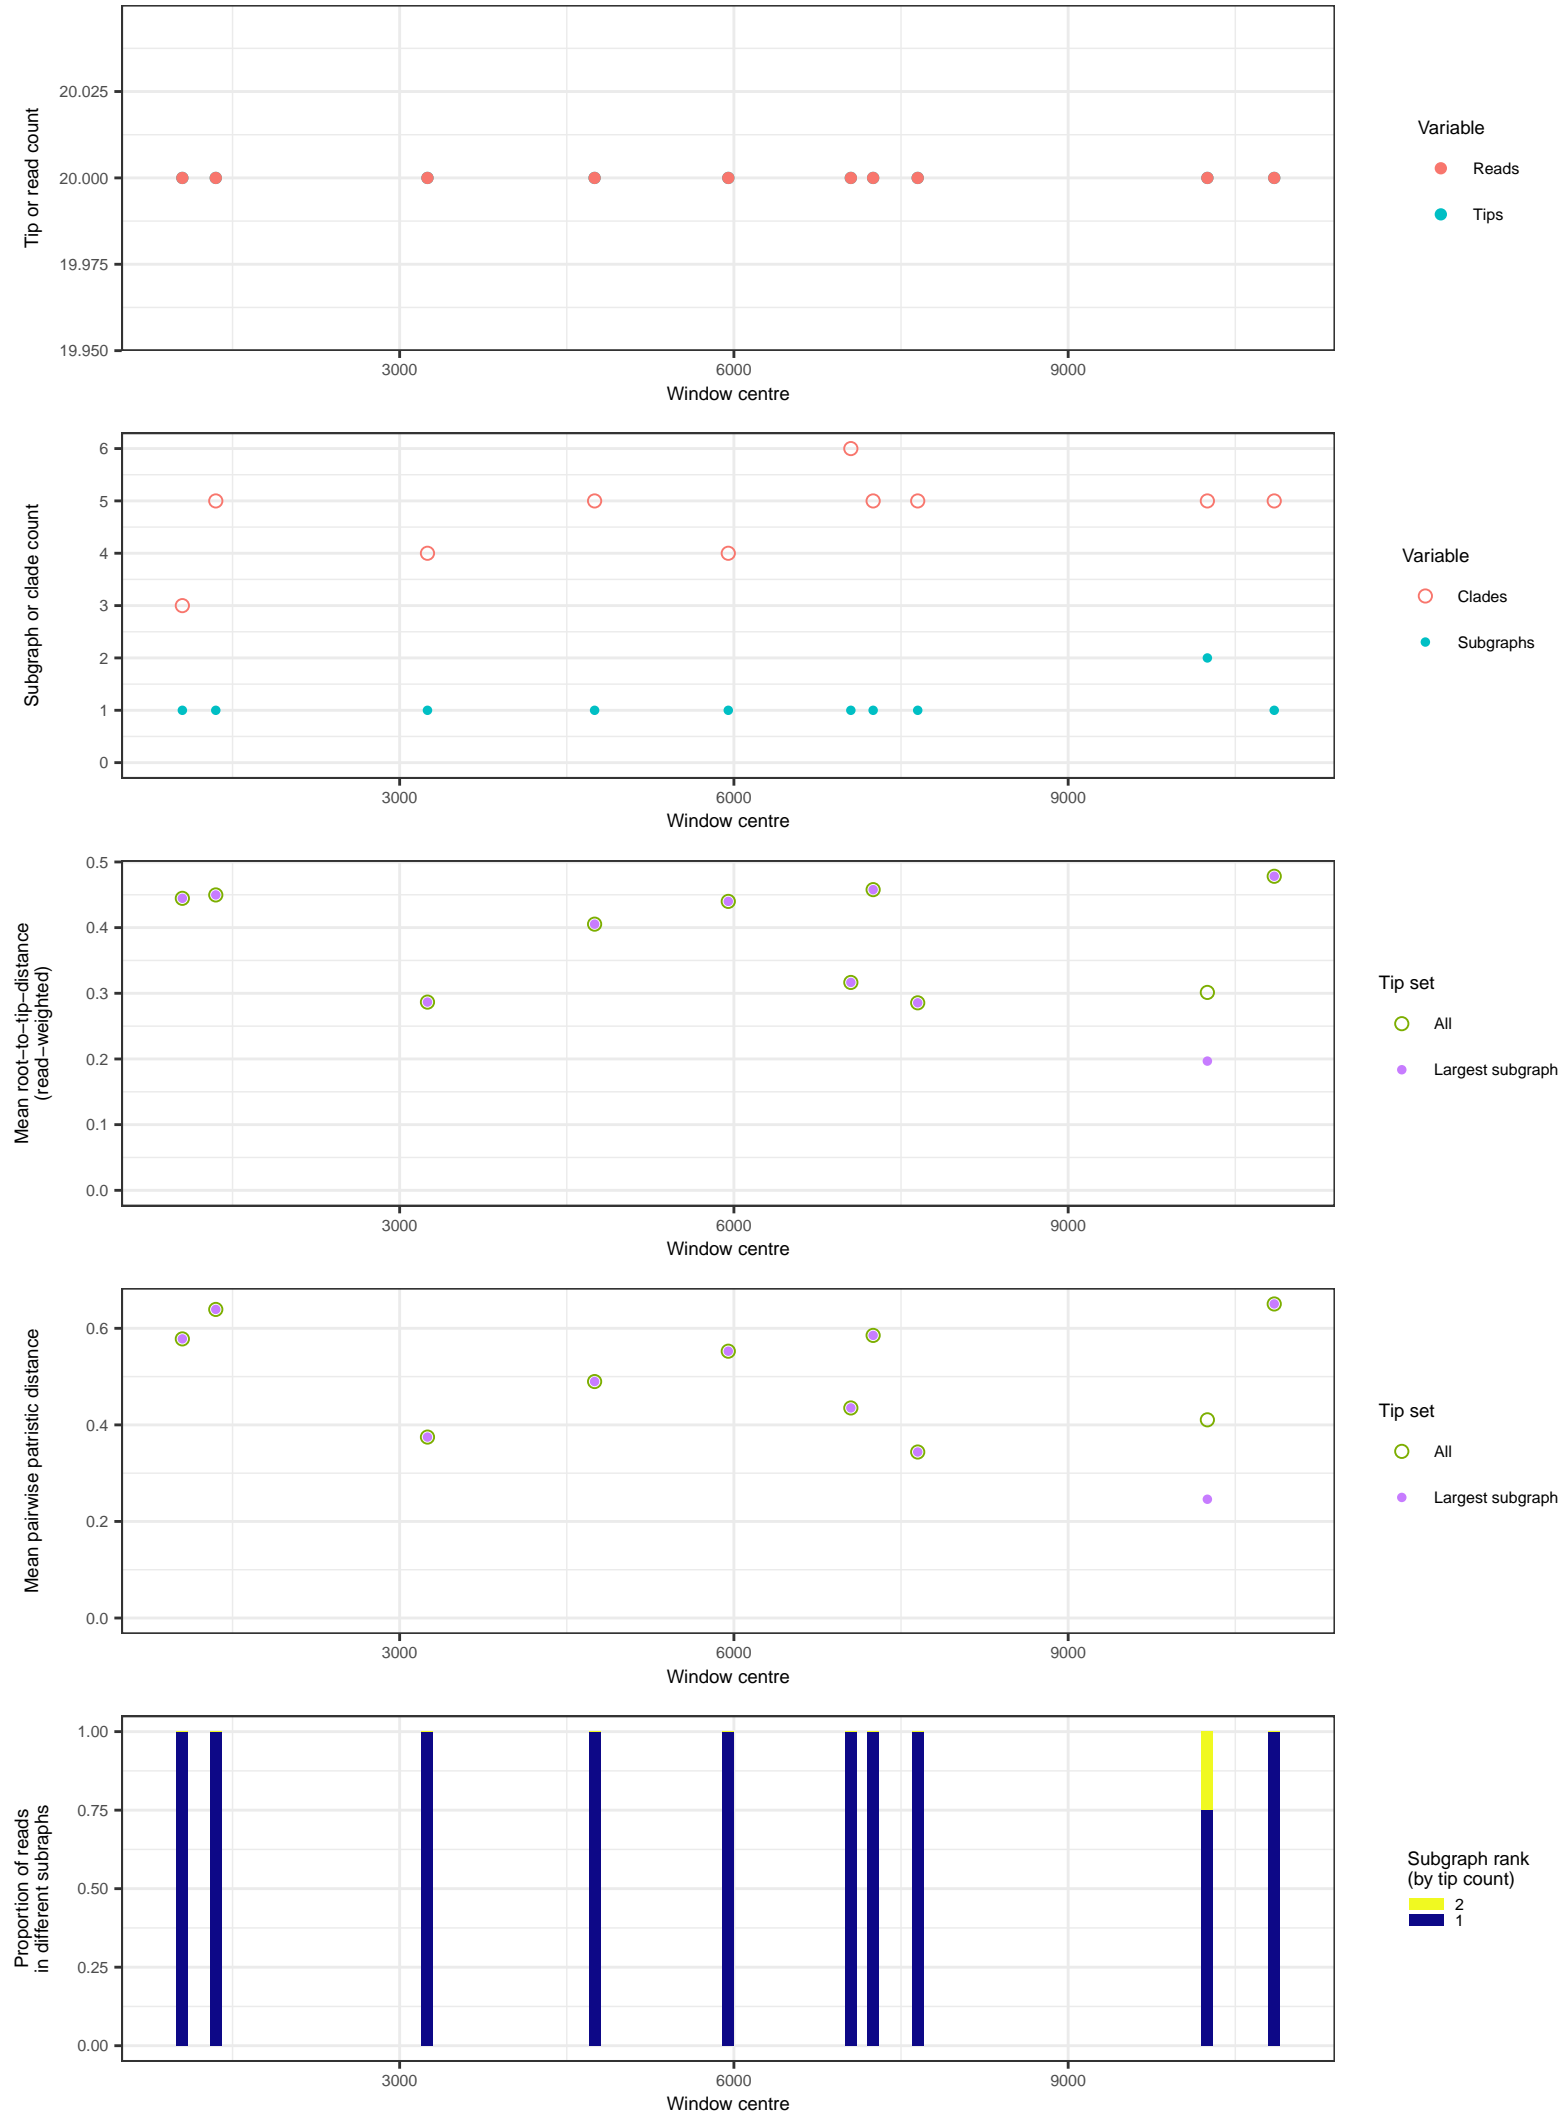 Tip or read count
20.025
20.000
19.975
19.950
3000 6000 9000
Window centre
Variable
Reads
Tips
Subgraph or clade count
6
5
4
3
2
1
0
3000 6000 9000
Window centre
Variable
Clades
Subgraphs
Mean root−to−tip−distance
(read−weighted)
0.5
0.4
0.3
0.2
0.1
0.0
3000 6000 9000
Window centre
Tip set
All
Largest subgraph
Mean pairwise patristic distance
0.6
0.4
0.2
0.0
3000 6000 9000
Window centre
Tip set
All
Largest subgraph
Proportion of reads
in different subraphs
1.00
0.75
0.50
0.25
0.00
3000 6000 9000
Window centre
Subgraph rank
(by tip count)
2
1